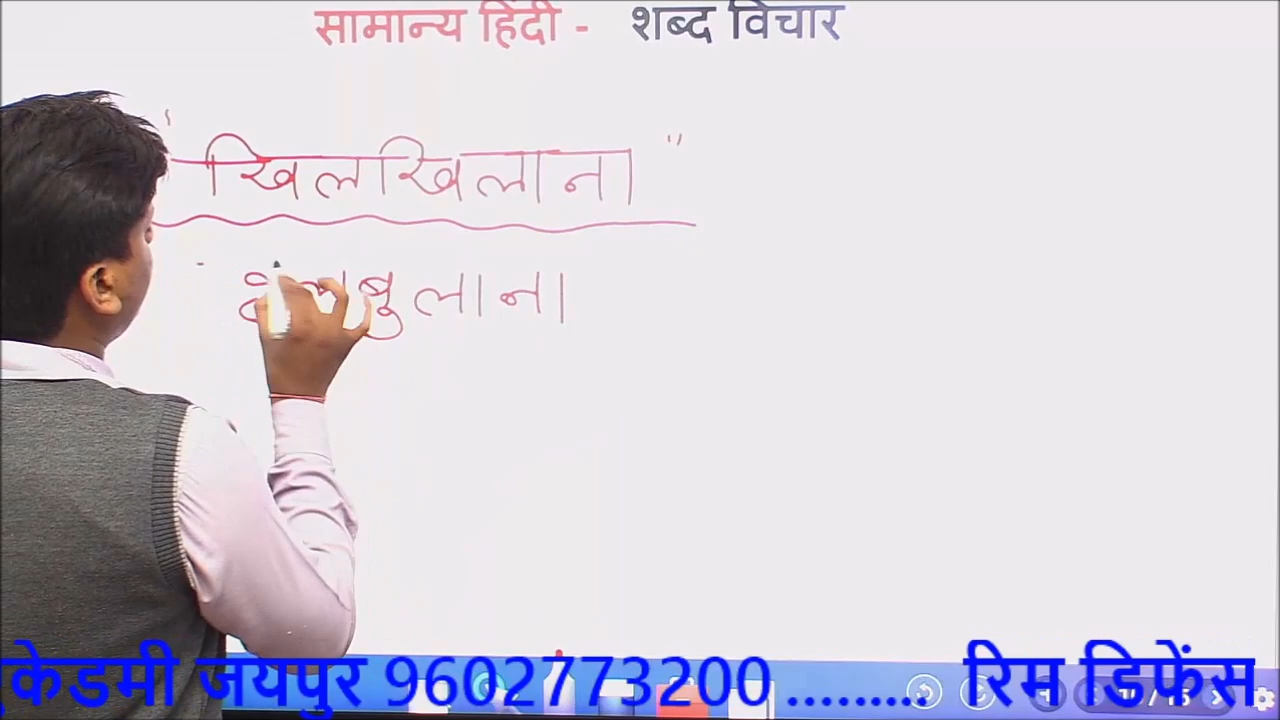 सामान्य हिंदी - शब्द विचार
" खिलखिलाना "
केडमी जयपुर 9602773200 ........ रिम डिफेंस